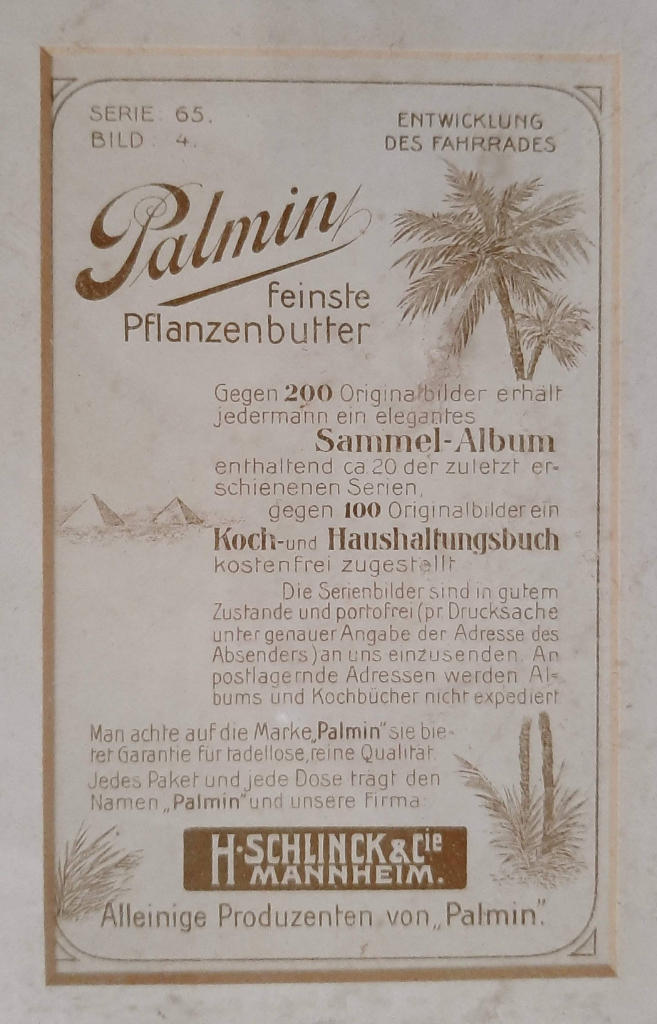 SERIE: 65.
BILD: 4.
ENTWICKLUNG
DES FAHRRADES
Palmin
feinste
Pflanzenbutter
Gegen 200 Originalbilder erhält
jedermann ein elegantes
Sammel-Album
enthaltend ca. 20 der zuletzt er-
schienenen Serien,
gegen 100 Originalbilder ein
Koch- und Haushaltungsbuch
kostenfrei zugestellt.
Die Serienbilder sind in gutem
Zustande und portofrei (pr. Drucksache
unter genauer Angabe der Adresse des
Absenders) an uns einzusenden. An
postlagernde Adressen werden Al-
bums und Kochbücher nicht expediert.
Man achte auf die Marke „Palmin" sie bie-
tet Garantie für tadellose, reine Qualität.
Jedes Paket und jede Dose trägt den
Namen „Palmin" und unsere Firma:
H. SCHLINCK & Cie
MANNHEIM.
Alleinige Produzenten von „Palmin".